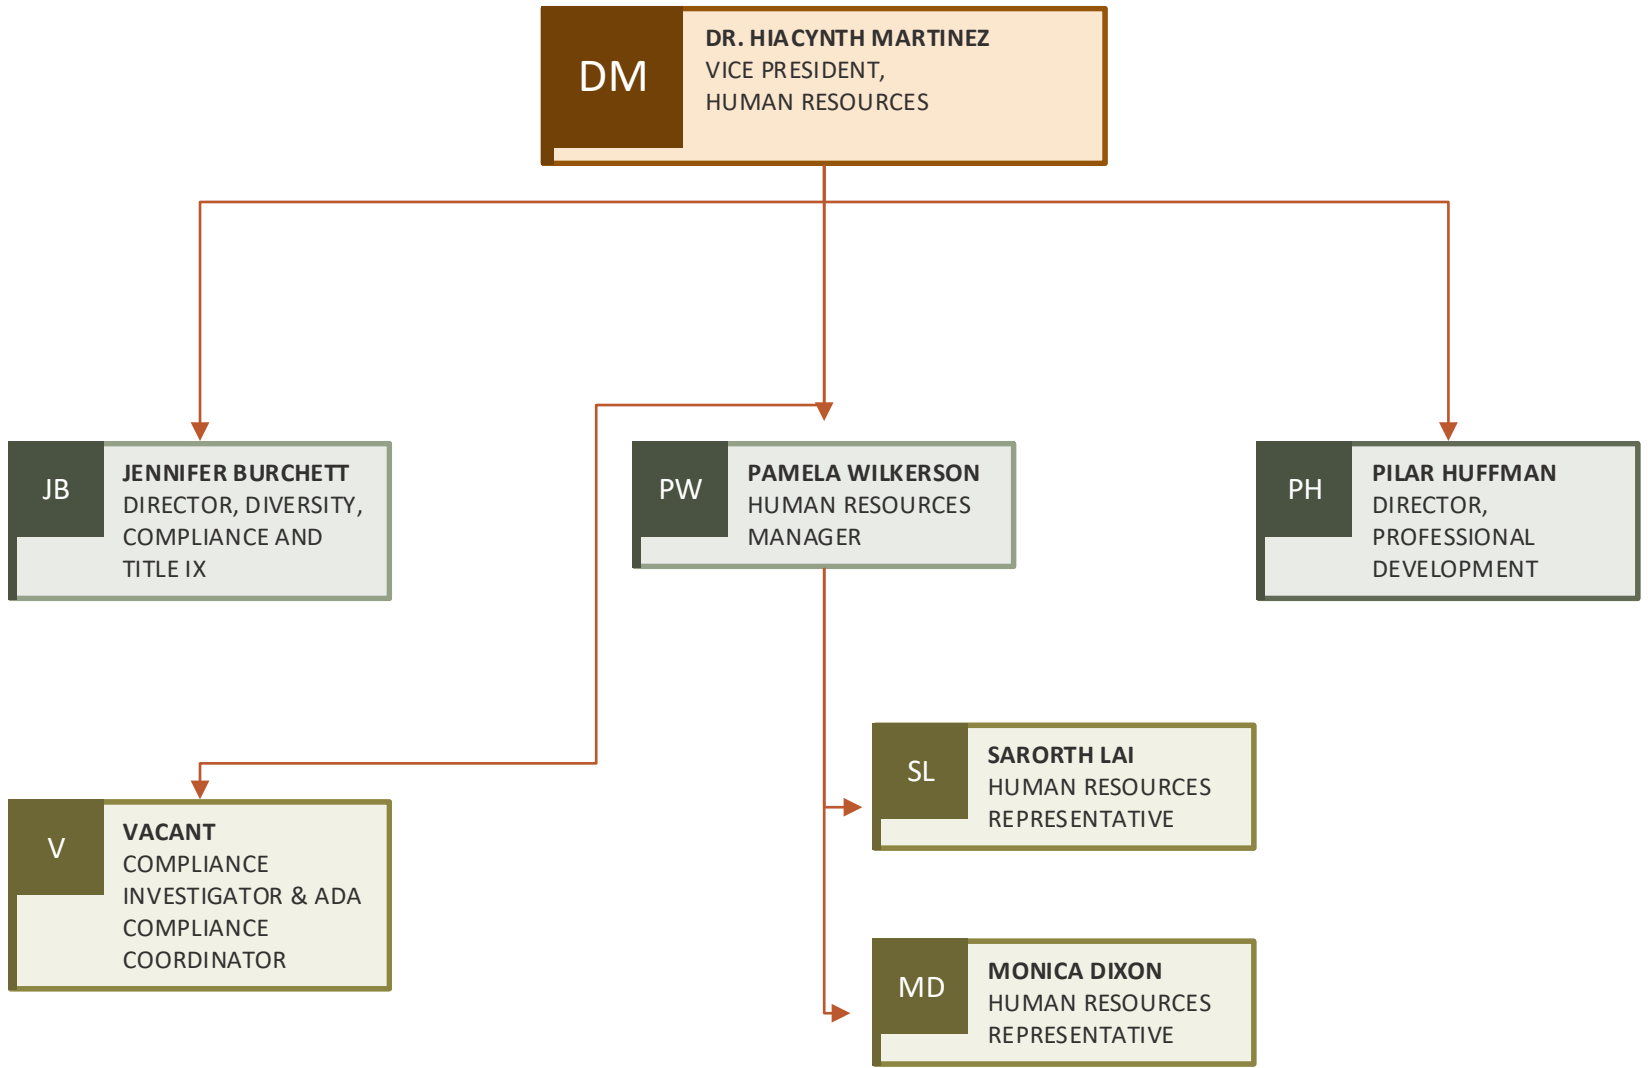 DM
DR. HIACYNTH MARTINEZ
VICE PRESIDENT,
HUMAN RESOURCES
JB
JENNIFER BURCHETT
DIRECTOR, DIVERSITY,
COMPLIANCE AND
TITLE IX
PW
PAMELA WILKERSON
HUMAN RESOURCES
MANAGER
PH
PILAR HUFFMAN
DIRECTOR,
PROFESSIONAL
DEVELOPMENT
SL
SARORTH LAI
HUMAN RESOURCES
REPRESENTATIVE
V
VACANT
COMPLIANCE
INVESTIGATOR & ADA
COMPLIANCE
COORDINATOR
MD
MONICA DIXON
HUMAN RESOURCES
REPRESENTATIVE